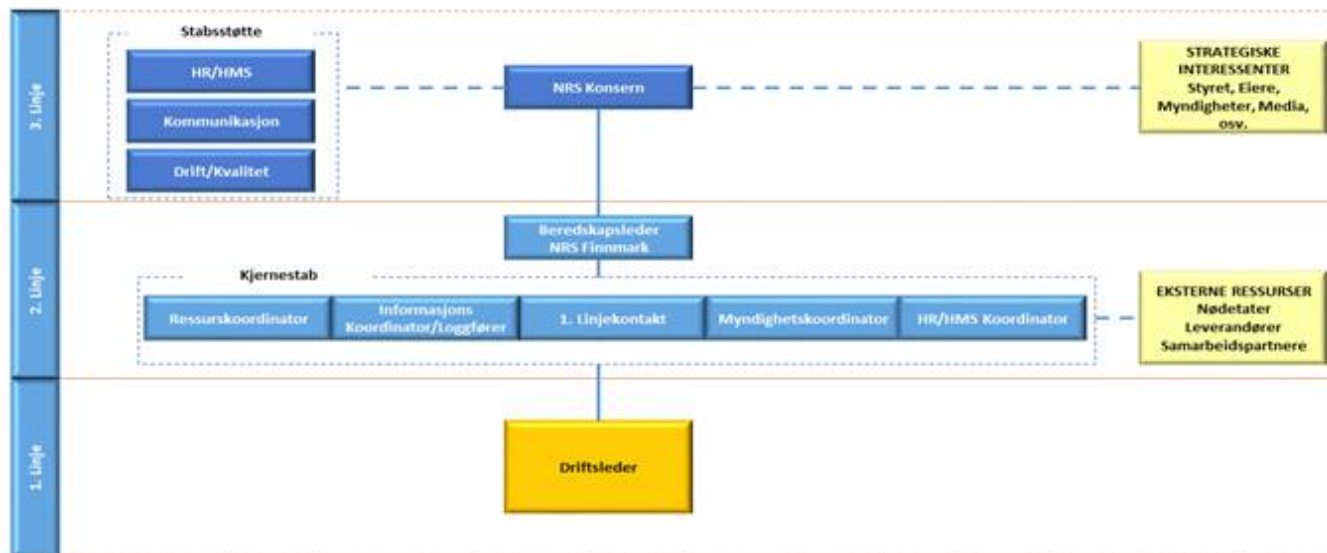 3. Linje
Stabsstøtte
HR/HMS
Kommunikasjon
Drift/Kvalitet
NRS Konsern
STRATEGISKE
INTERESSENTER
Styret, Eiere,
Myndigheter, Media,
osv.
2. Linje
Beredskapsleder
NRS Finnmark
Kjernestab
Ressurskoordinator
Informasjons
Koordinator/Loggfører
1. Linjekontakt
Myndighetskoordinator
HR/HMS Koordinator
EKSTERNE RESSURSER
Nødetater
Leverandører
Samarbeidspartnere
1. Linje
Driftsleder